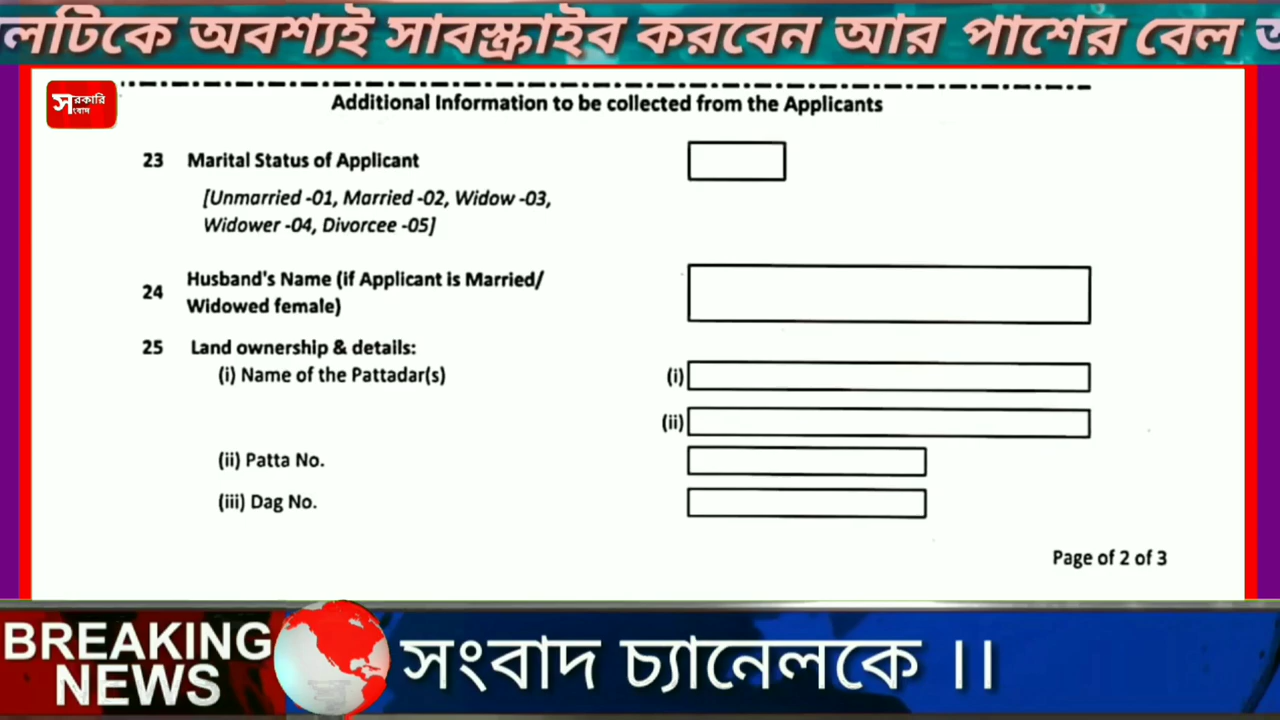 লটিকে অবশ্যই সাবস্ক্রাইব করবেন আর পাশের বেল
সরকারি
সংবাদ
Additional Information to be collected from the Applicants
23 Marital Status of Applicant
[Unmarried -01, Married -02, Widow -03,
Widower -04, Divorcee -05]
24 Husband's Name (if Applicant is Married/
Widowed female)
25 Land ownership & details:
(i) Name of the Pattadar(s) (i)
(ii)
(ii) Patta No.
(iii) Dag No.
Page of 2 of 3
BREAKING
NEWS
সংবাদ চ্যানেলকে ।।